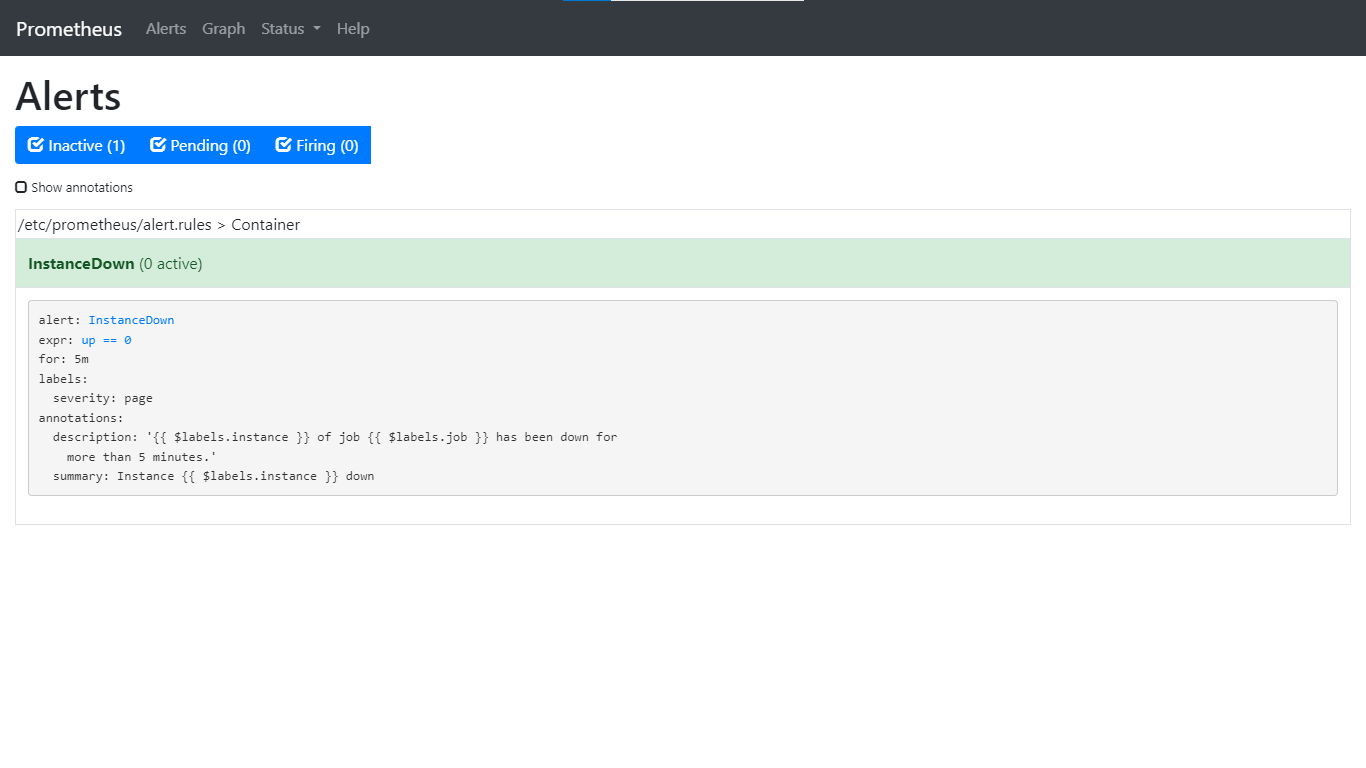 Prometheus Alerts Graph Status Help
Alerts
Inactive (1) Pending (0) Firing (0)
Show annotations
/etc/prometheus/alert.rules > Container
InstanceDown (0 active)
alert: InstanceDown
expr: up == 0
for: 5m
labels:
  severity: page
annotations:
  description: '{{ $labels.instance }} of job {{ $labels.job }} has been down for
    more than 5 minutes.'
  summary: Instance {{ $labels.instance }} down